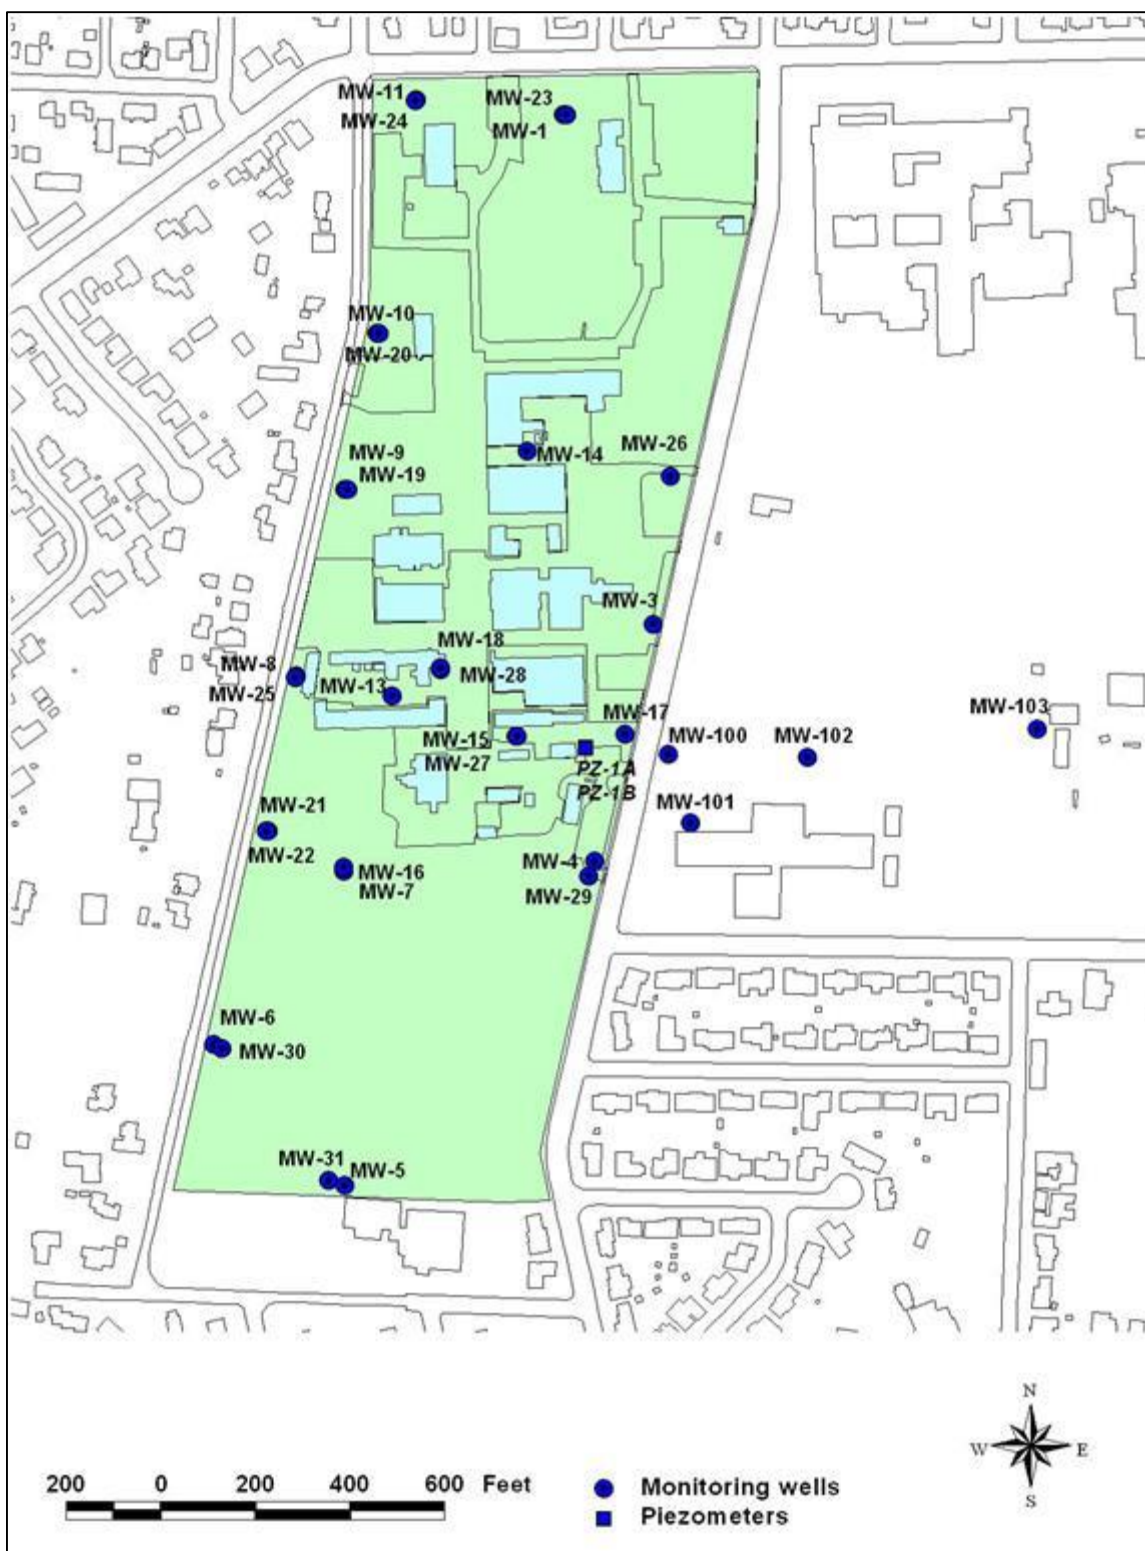 MW-11
MW-24
MW-23
MW-1
MW-10
MW-20
MW-9
MW-19
MW-14
MW-26
MW-3
MW-18
MW-28
MW-8
MW-25
MW-13
MW-17
MW-15
MW-27
PZ-1A
PZ-1B
MW-100
MW-102
MW-103
MW-101
MW-21
MW-22
MW-16
MW-7
MW-4
MW-29
MW-6
MW-30
MW-31
MW-5
N
W E
S
200 0 200 400 600 Feet
Monitoring wells
Piezometers